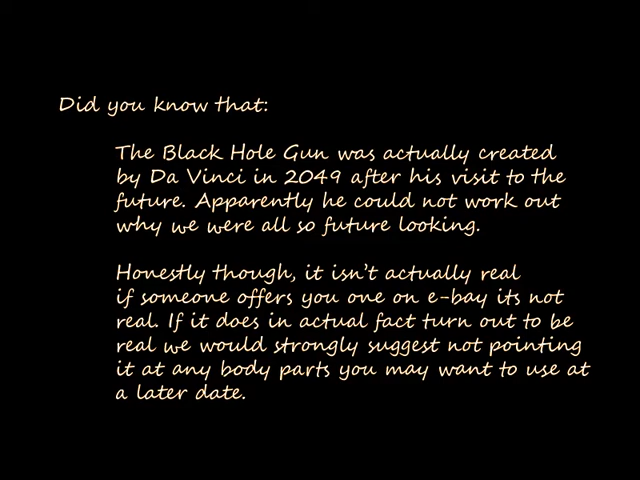 Did you know that:
The Black Hole Gun was actually created
by Da Vinci in 2049 after his visit to the
future. Apparently he could not work out
why we were all so future looking.
Honestly though, it isn't actually real
if someone offers you one on e-bay its not
real. If it does in actual fact turn out to be
real we would strongly suggest not pointing
it at any body parts you may want to use at
a later date.